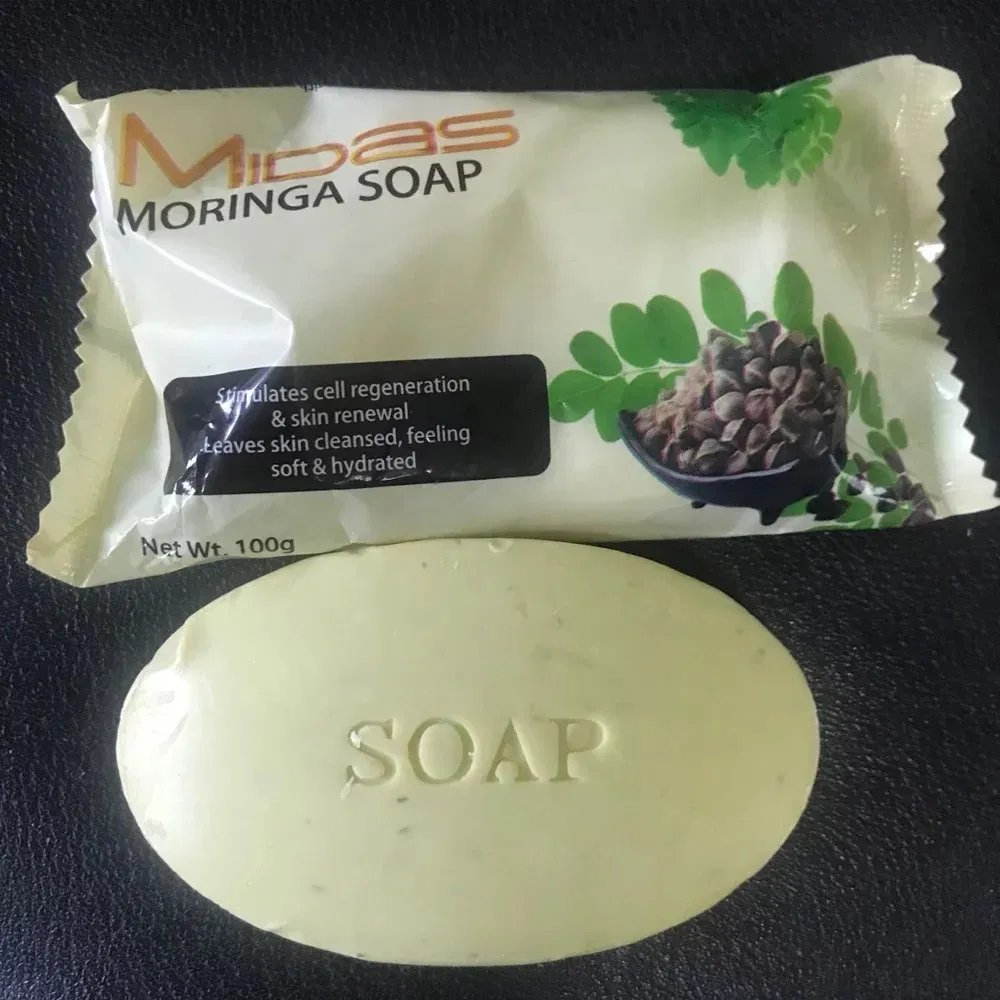 MIDAS
MORINGA SOAP
Stimulates cell regeneration
& skin renewal
Leaves skin cleansed, feeling
soft & hydrated
Net Wt. 100g
SOAP